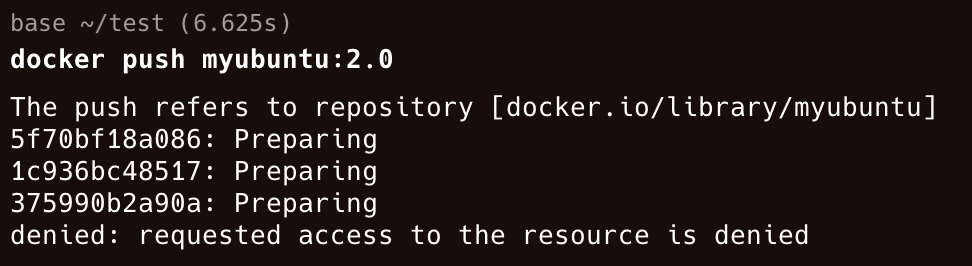 base ~/test (6.625s)
docker push myubuntu:2.0
The push refers to repository [docker.io/library/myubuntu]
5f70bf18a086: Preparing
1c936bc48517: Preparing
375990b2a90a: Preparing
denied: requested access to the resource is denied